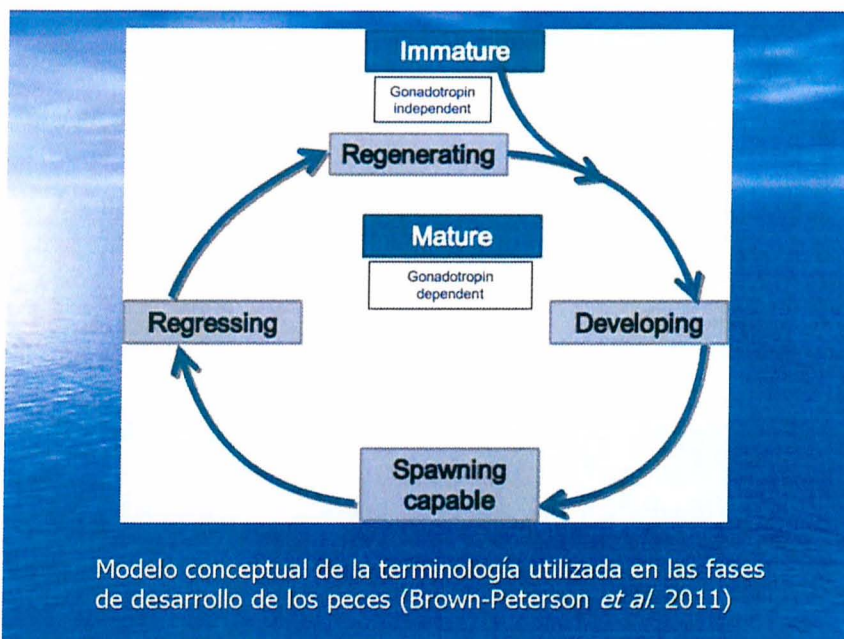 Immature
Gonadotropin
independent
Regenerating
Mature
Gonadotropin
dependent
Regressing
Developing
Spawning
capable
Modelo conceptual de la terminología utilizada en las fases
de desarrollo de los peces (Brown-Peterson et al. 2011)